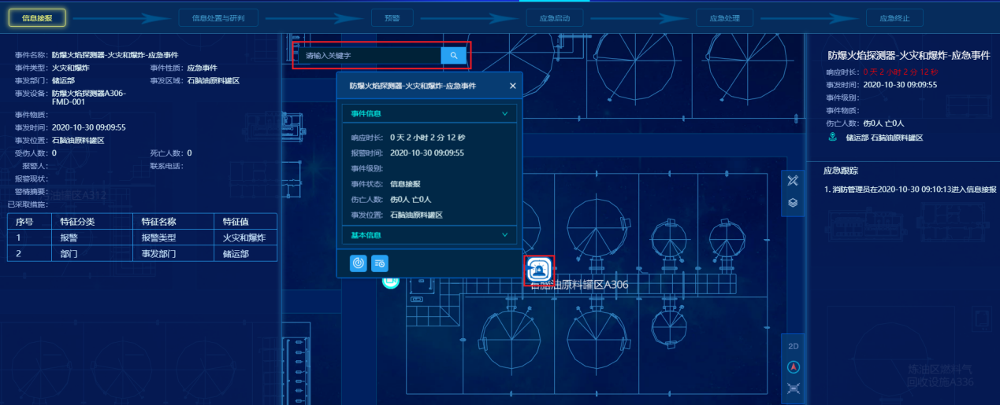 信息接报
信息处置与研判
预警
应急启动
应急处理
应急终止
事件名称: 防爆火焰探测器-火灾和爆炸-应急事件
事件类型: 火灾和爆炸 事件性质: 应急事件
事发部门: 储运部 事发区域: 石脑油原料罐区
事发设备: 防爆火焰探测器A306-
FMD-001
事件物质:
事发时间: 2020-10-30 09:09:55
事发位置: 石脑油原料罐区
受伤人数: 0 死亡人数: 0
报警人: 联系电话:
报警现状:
警情摘要:
已采取措施:
序号 特征分类 特征名称 特征值
1 报警 报警类型 火灾和爆炸
2 部门 事发部门 储运部
油罐区A312
请输入关键字
防爆火焰探测器-火灾和爆炸-应急事件
事件信息
响应时长: 0 天 2 小时 2 分 12 秒
报警时间: 2020-10-30 09:09:55
事件级别:
事件状态: 信息接报
伤亡人数: 伤0人 亡0人
事发位置: 石脑油原料罐区
基本信息
石脑油原料罐区A306
2D
防爆火焰探测器-火灾和爆炸-应急事件
响应时长: 0 天 2 小时 2 分 12 秒
事发时间: 2020-10-30 09:09:55
事件级别:
事件物质:
伤亡人数: 伤0人 亡0人
储运部 石脑油原料罐区
应急跟踪
1. 消防管理员在2020-10-30 09:10:13进入信息接报
炼油区燃料气
回收设施A336